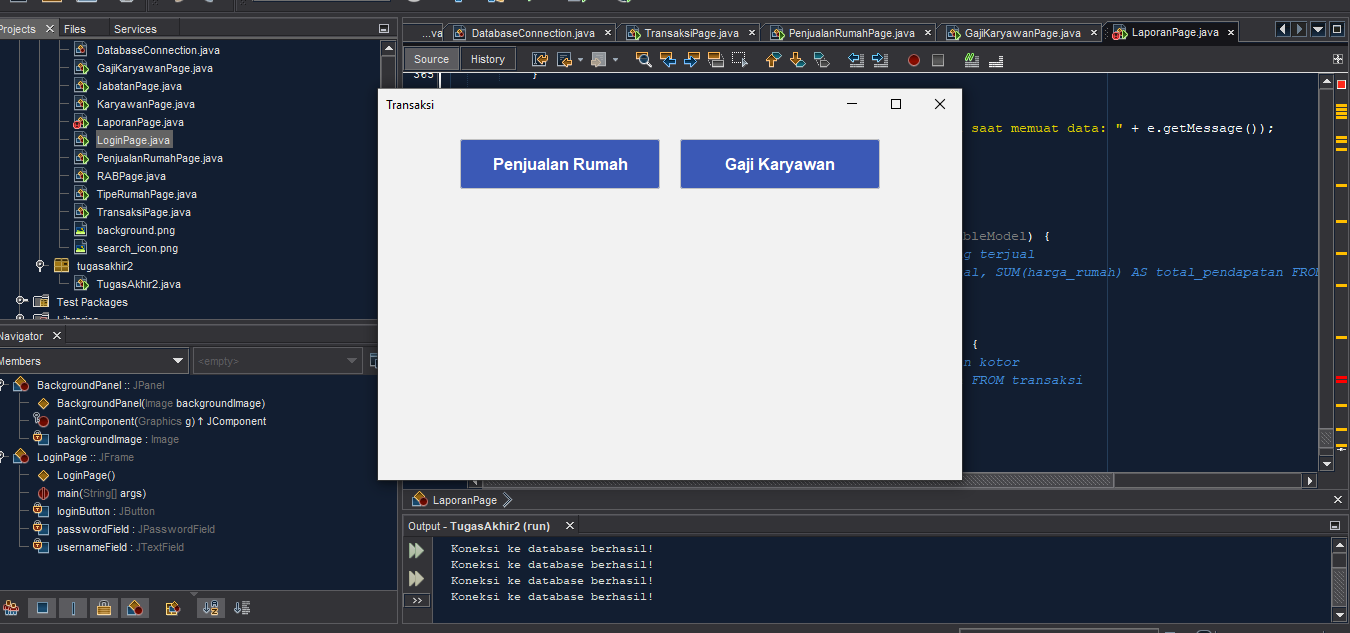 Projects
Files
Services
DatabaseConnection.java
GajiKaryawanPage.java
JabatanPage.java
KaryawanPage.java
LaporanPage.java
LoginPage.java
PenjualanRumahPage.java
RABPage.java
TipeRumahPage.java
TransaksiPage.java
background.png
search_icon.png
tugasakhir2
TugasAkhir2.java
Test Packages
Navigator
Members
<empty>
BackgroundPanel :: JPanel
BackgroundPanel(Image backgroundImage)
paintComponent(Graphics g) ↑ JComponent
backgroundImage : Image
LoginPage :: JFrame
LoginPage()
main(String[] args)
loginButton : JButton
passwordField : JPasswordField
usernameField : JTextField
...va
DatabaseConnection.java
TransaksiPage.java
PenjualanRumahPage.java
GajiKaryawanPage.java
LaporanPage.java
Source
History
365 }
Transaksi
Penjualan Rumah
Gaji Karyawan
saat memuat data: " + e.getMessage());
bleModel) {
g terjual
al, SUM(harga_rumah) AS total_pendapatan FRO
{
n kotor
FROM transaksi
LaporanPage
Output - TugasAkhir2 (run)
Koneksi ke database berhasil!
Koneksi ke database berhasil!
Koneksi ke database berhasil!
Koneksi ke database berhasil!